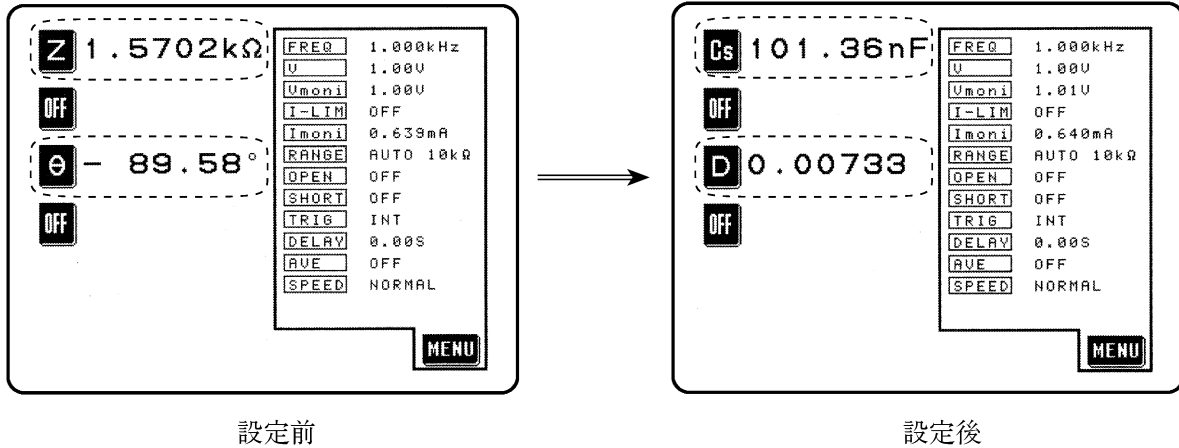 Z 1.5702kΩ
OFF
θ - 89.58°
OFF
FREQ 1.000kHz
V 1.00V
Vmoni 1.00V
I-LIM OFF
Imoni 0.639mA
RANGE AUTO 10kΩ
OPEN OFF
SHORT OFF
TRIG INT
DELAY 0.00S
AVE OFF
SPEED NORMAL
MENU
設定前
Cs 101.36nF
OFF
D 0.00733
OFF
FREQ 1.000kHz
V 1.00V
Vmoni 1.01V
I-LIM OFF
Imoni 0.640mA
RANGE AUTO 10kΩ
OPEN OFF
SHORT OFF
TRIG INT
DELAY 0.00S
AVE OFF
SPEED NORMAL
MENU
設定後